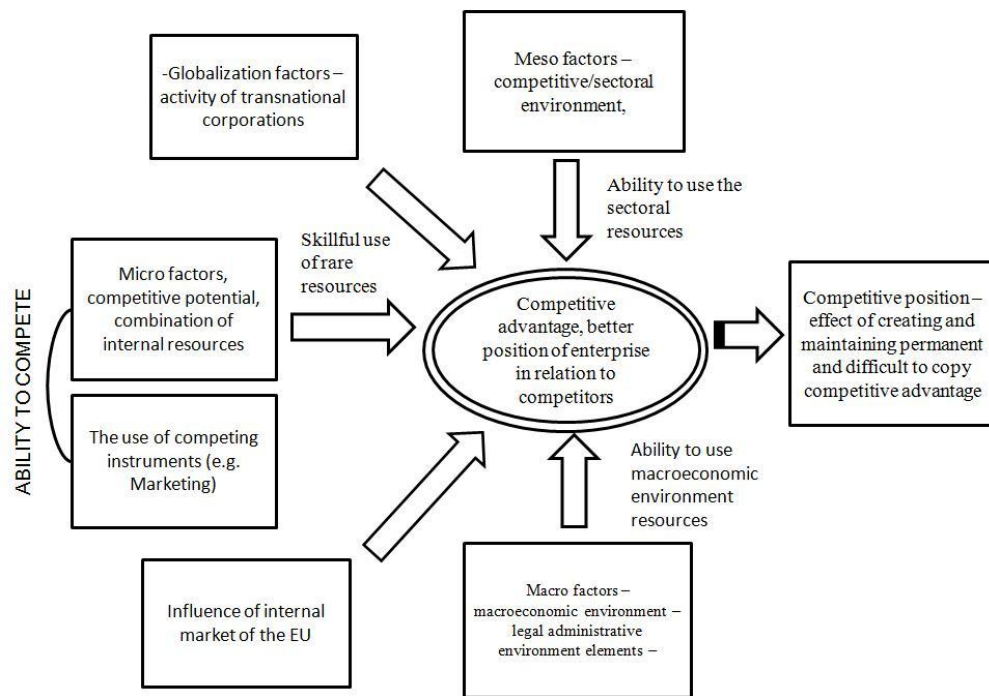 -Globalization factors –
activity of transnational
corporations
Meso factors –
competitive/sectoral
environment,
Ability to use the
sectoral
resources
Skillful use
of rare
resources
ABILITY TO COMPETE
Micro factors,
competitive potential,
combination of
internal resources
Competitive
advantage, better
position of enterprise
in relation to
competitors
Competitive position –
effect of creating and
maintaining permanent
and difficult to copy
competitive advantage
The use of competing
instruments (e.g.
Marketing)
Ability to use
macroeconomic
environment
resources
Influence of internal
market of the EU
Macro factors –
macroeconomic environment –
legal administrative
environment elements –